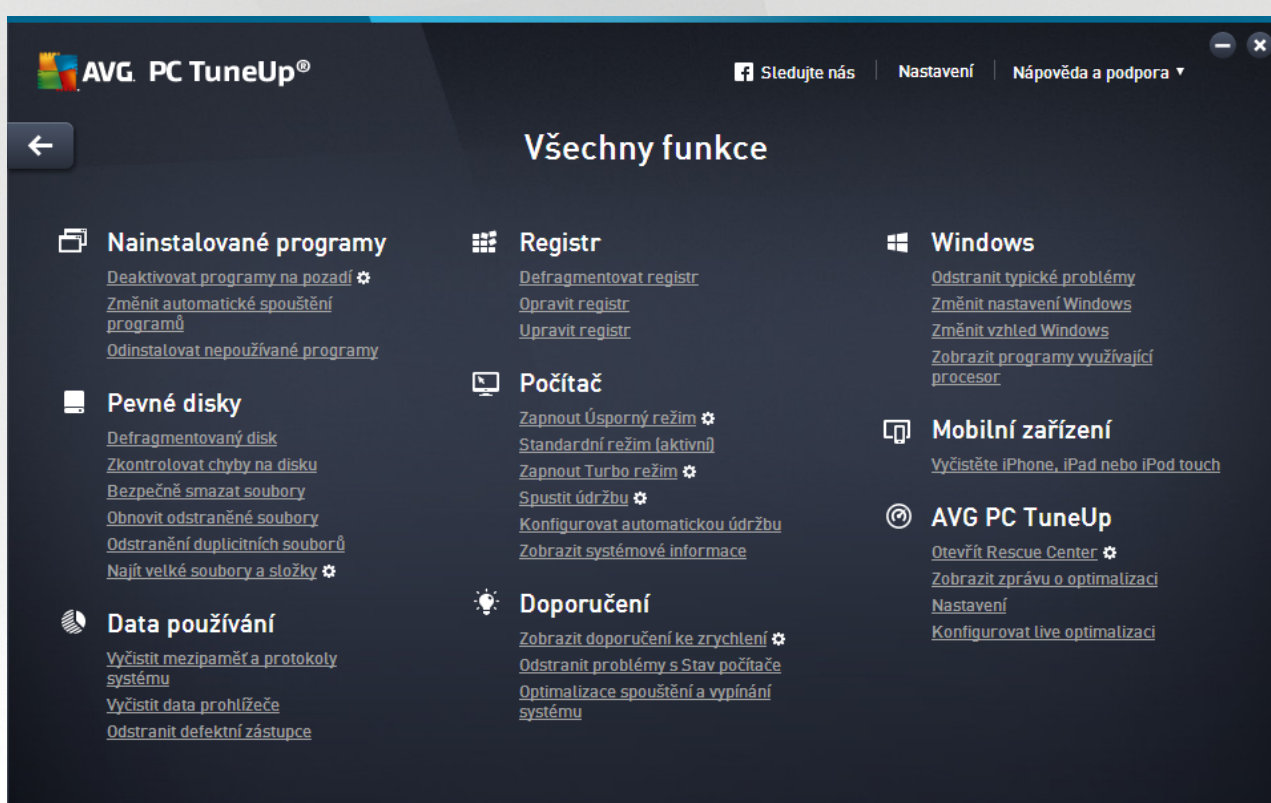 AVG. PC TuneUp®
Sledujte nás
Nastavení
Nápověda a podpora
Všechny funkce
Nainstalované programy
Deaktivovat programy na pozadí
Změnit automatické spouštění
programů
Odinstalovat nepoužívané programy
Pevné disky
Defragmentovaný disk
Zkontrolovat chyby na disku
Bezpečně smazat soubory
Obnovit odstraněné soubory
Odstranění duplicitních souborů
Najít velké soubory a složky
Data používání
Vyčistit mezipaměť a protokoly
systému
Vyčistit data prohlížeče
Odstranit defektní zástupce
Registr
Defragmentovat registr
Opravit registr
Upravit registr
Počítač
Zapnout Úsporný režim
Standardní režim (aktivní)
Zapnout Turbo režim
Spustit údržbu
Konfigurovat automatickou údržbu
Zobrazit systémové informace
Doporučení
Zobrazit doporučení ke zrychlení
Odstranit problémy s Stav počítače
Optimalizace spouštění a vypínání
systému
Windows
Odstranit typické problémy
Změnit nastavení Windows
Změnit vzhled Windows
Zobrazit programy využívající
procesor
Mobilní zařízení
Vyčistěte iPhone, iPad nebo iPod touch
AVG PC TuneUp
Otevřít Rescue Center
Zobrazit zprávu o optimalizaci
Nastavení
Konfigurovat live optimalizaci